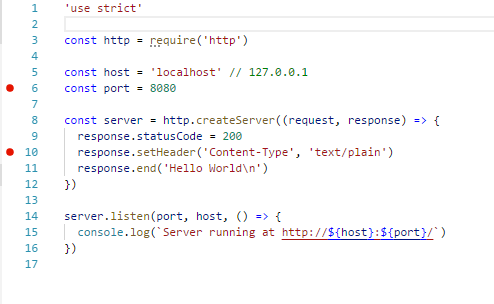 1 'use strict'
2
3 const http = require('http')
4
5 const host = 'localhost' // 127.0.0.1
6 const port = 8080
7
8 const server = http.createServer((request, response) => {
9 response.statusCode = 200
10 response.setHeader('Content-Type', 'text/plain')
11 response.end('Hello World\n')
12 })
13
14 server.listen(port, host, () => {
15 console.log(`Server running at http://${host}:${port}/`)
16 })
17